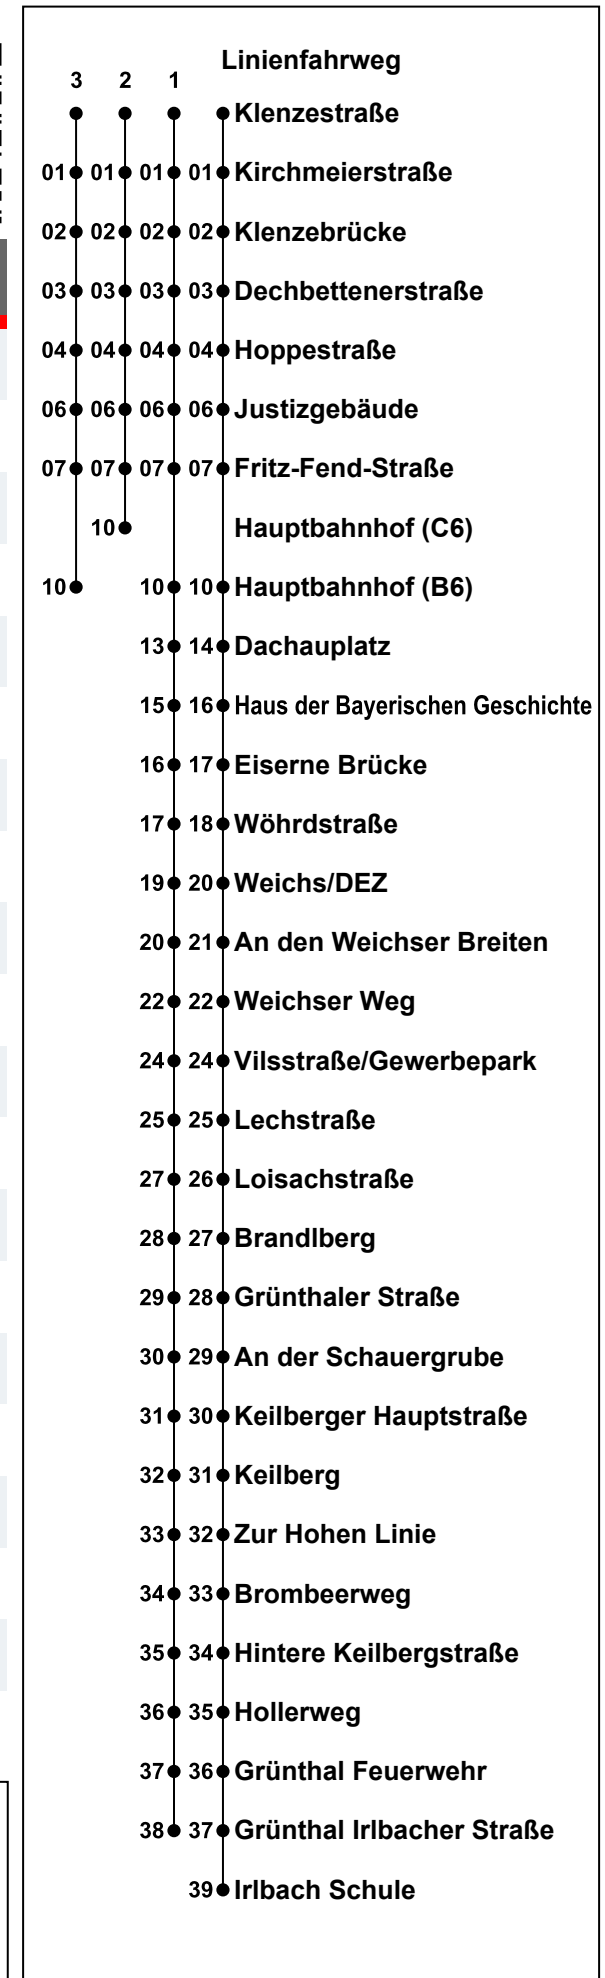 Linienfahrweg
3 2 1
Klenzestraße
01 01 01 01 Kirchmeierstraße
02 02 02 02 Klenzebrücke
03 03 03 03 Dechbettenerstraße
04 04 04 04 Hoppestraße
06 06 06 06 Justizgebäude
07 07 07 07 Fritz-Fend-Straße
10 Hauptbahnhof (C6)
10 10 10 Hauptbahnhof (B6)
13 14 Dachauplatz
15 16 Haus der Bayerischen Geschichte
16 17 Eiserne Brücke
17 18 Wöhrdstraße
19 20 Weichs/DEZ
20 21 An den Weichser Breiten
22 22 Weichser Weg
24 24 Vilsstraße/Gewerbepark
25 25 Lechstraße
27 26 Loisachstraße
28 27 Brandlberg
29 28 Grünthaler Straße
30 29 An der Schauergrube
31 30 Keilberger Hauptstraße
32 31 Keilberg
33 32 Zur Hohen Linie
34 33 Brombeerweg
35 34 Hintere Keilbergstraße
36 35 Hollerweg
37 36 Grünthal Feuerwehr
38 37 Grünthal Irlbacher Straße
39 Irlbach Schule